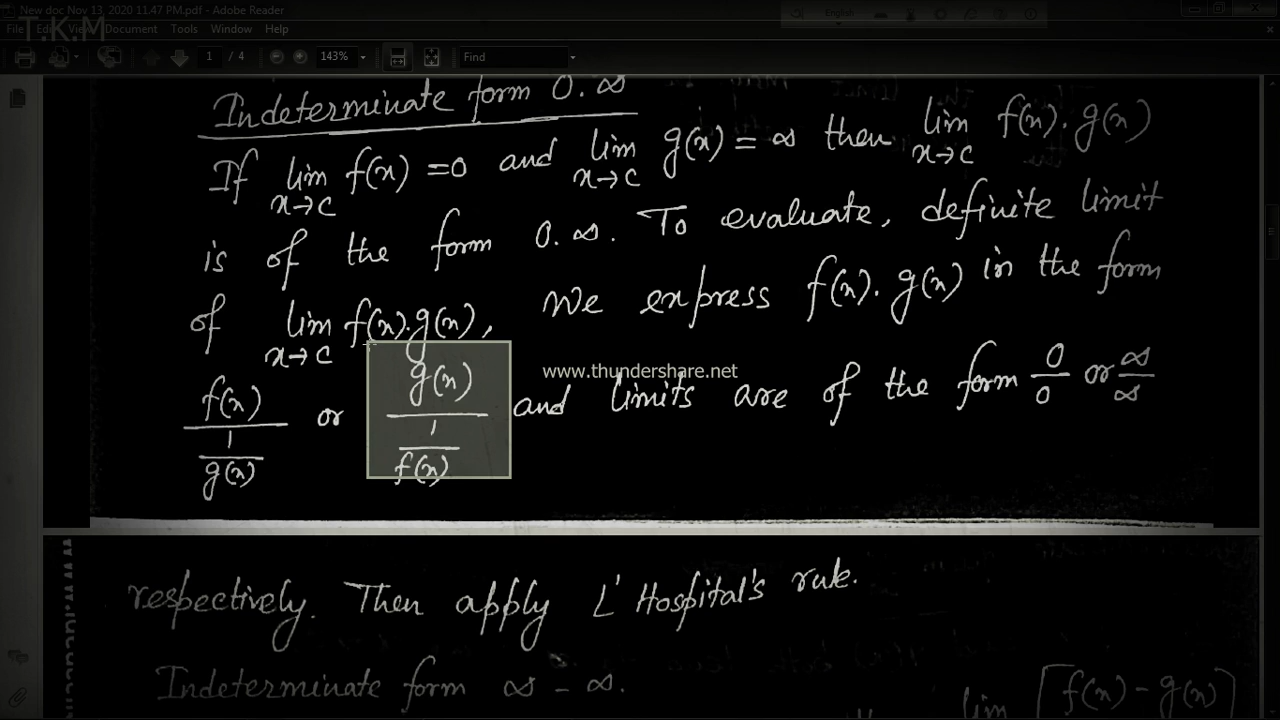 New doc Nov 13, 2020 11.47 PM.pdf - Adobe Reader
English
T.K.M
File Edit View Document Tools Window Help
1 / 4 143% Find
Indeterminate form 0.∞
If lim x→c f(x) = 0 and lim x→c g(x) = ∞ then lim x→c f(x). g(x)
is of the form 0.∞. To evaluate, definite limit
of lim x→c f(x).g(x), We express f(x). g(x) in the form
f(x) / (1/g(x)) or g(x) / (1/f(x)) and limits are of the form 0/0 or ∞/∞
www.thundershare.net
respectively. Then apply L' Hospital's rule.
Indeterminate form ∞ - ∞.
lim [f(x) - g(x)]